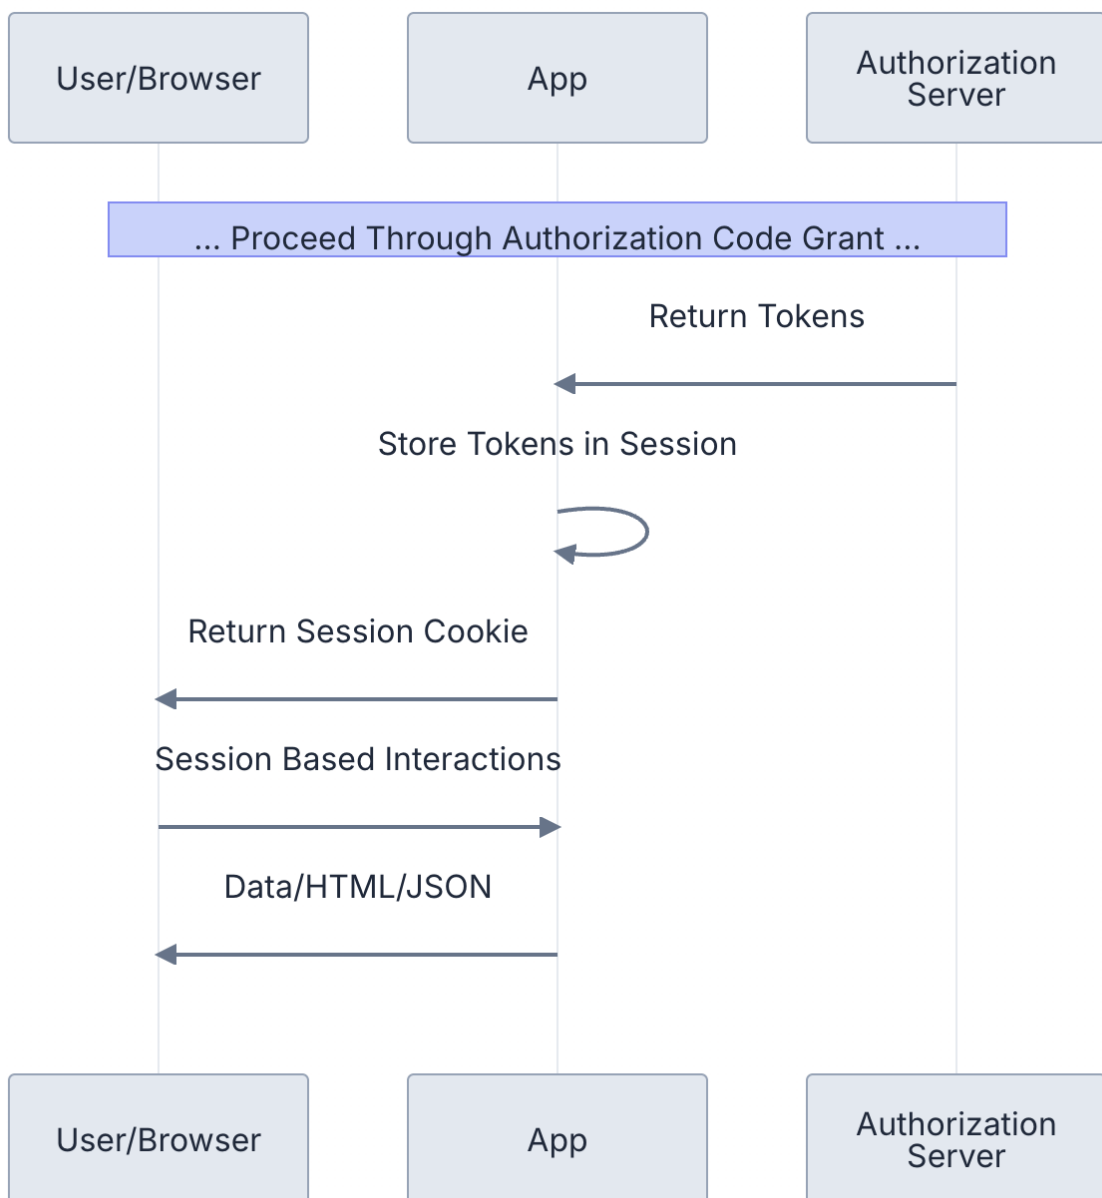 User/Browser
App
Authorization
Server
... Proceed Through Authorization Code Grant ...
Return Tokens
Store Tokens in Session
Return Session Cookie
Session Based Interactions
Data/HTML/JSON
User/Browser
App
Authorization
Server